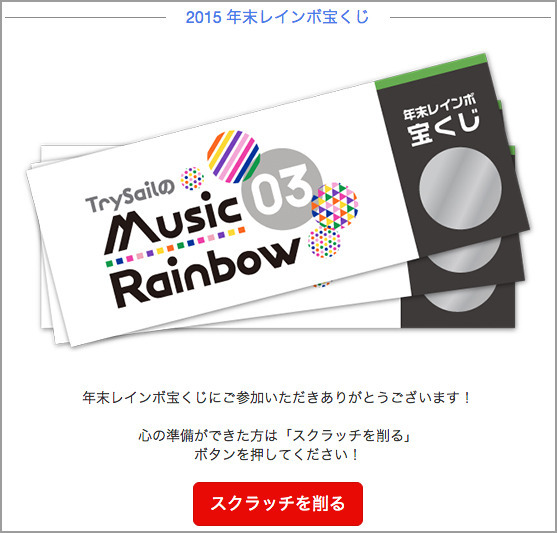 2015 年末レインボ宝くじ
年末レインボ
宝くじ
TrySailの
Music 03
Rainbow
年末レインボ宝くじにご参加いただきありがとうございます！
心の準備ができた方は「スクラッチを削る」
ボタンを押してください！
スクラッチを削る